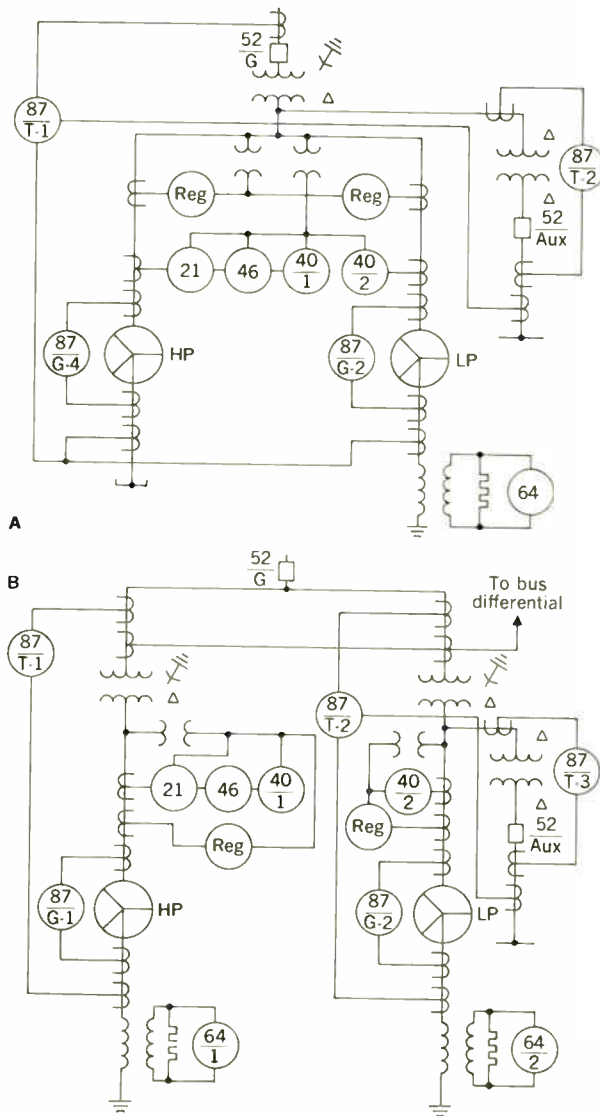 52
G
Δ
87
T-1
Δ
87
T-2
Δ
Reg
Reg
52
Aux
21
46
40
1
40
2
87
G-4
HP
87
G-2
LP
64
A
B
52
G
To bus
differential
87
T-1
Δ
Δ
87
T-2
Δ
87
T-3
21
46
40
1
40
2
Δ
Reg
Reg
52
Aux
87
G-1
HP
87
G-2
LP
64
1
64
2